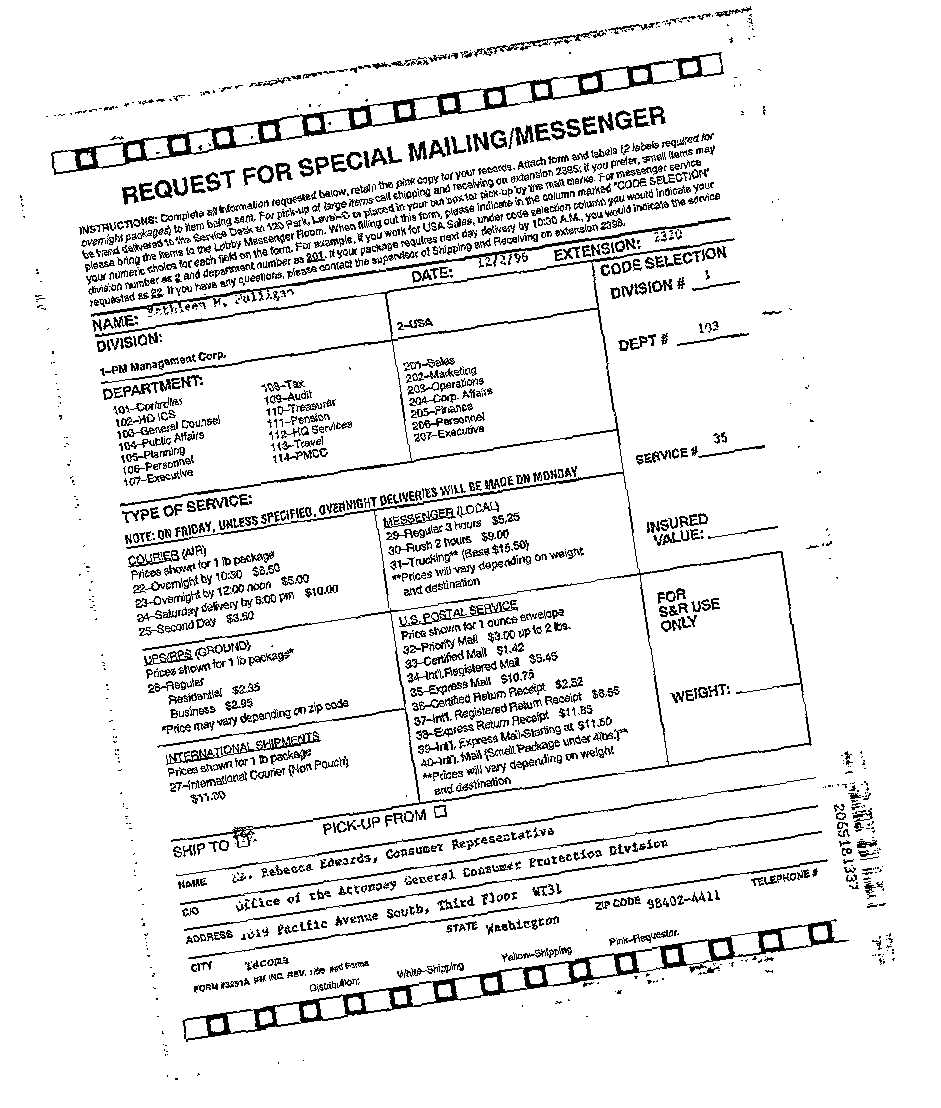 REQUEST FOR SPECIAL MAILING/MESSENGER
INSTRUCTIONS: Complete all information requested below, retain the pink copy for your records. Attach form and labels (2 labels required for
overnight packages) to item being sent. For pick-up of large items call shipping and receiving on extension 2395; if you prefer, small items may
be hand delivered to the Service Desk at 120 Park, Level-C or placed in your out box for pick-up by the mail clerks. For messenger service
please bring the items to the Lobby Messenger Room. When filling out this form, please indicate in the column marked "CODE SELECTION"
your numeric choice for each field on the form. For example, if you work for USA Sales, under code selection column you would indicate your
division number as 2 and department number as 201. If your package requires next day delivery by 10:30 A.M., you would indicate the service
requested as 22. If you have any questions, please contact the supervisor of Shipping and Receiving on extension 2395.
NAME: Kathleen M. DATE: 12/2/96 EXTENSION: 2320
DIVISION:
1–PM Management Corp.
2–USA
CODE SELECTION
DIVISION # 1
DEPT # 103
DEPARTMENT:
101–Controller
102–HQ ICS
103–General Counsel
104–Public Affairs
105–Planning
106–Personnel
107–Executive
108–Tax
109–Audit
110–Treasurer
111–Pension
112–HQ Services
113–Travel
114–PMCC
201–Sales
202–Marketing
203–Operations
204–Corp. Affairs
205–Finance
206–Personnel
207–Executive
SERVICE # 35
TYPE OF SERVICE:
NOTE: ON FRIDAY, UNLESS SPECIFIED, OVERNIGHT DELIVERIES WILL BE MADE ON MONDAY
COURIER (AIR)
Prices shown for 1 lb package
22–Overnight by 10:30 $6.50
23–Overnight by 12:00 noon $5.00
24–Saturday delivery by 5:00 pm $10.00
25–Second Day $3.50
MESSENGER (LOCAL)
29–Regular 3 hours $5.25
30–Rush 2 hours $9.00
31–Trucking** (Base $15.50)
**Prices will vary depending on weight
and destination
INSURED
VALUE:
UPS/RPS (GROUND)
Prices shown for 1 lb package*
26–Regular
Residential $2.35
Business $2.95
*Price may vary depending on zip code
INTERNATIONAL SHIPMENTS
Prices shown for 1 lb package
27–International Courier (Non Pouch)
$11.00
U.S. POSTAL SERVICE
Price shown for 1 ounce envelope
32–Priority Mail $3.00 up to 2 lbs.
33–Certified Mail $1.42
34–Int'l.Registered Mail $5.45
35–Express Mail $10.75
36–Certified Return Receipt $2.52
37–Int'l. Registered Return Receipt $6.56
38–Express Return Receipt $11.85
39–Int'l. Express Mail-Starting at $11.50
40–Int'l. Mail (Small Package under 4lbs.)**
**Prices will vary depending on weight
and destination
FOR
S&R USE
ONLY
WEIGHT:
SHIP TO PICK-UP FROM
NAME Rebecca Edwards, Consumer Representative
C/O Office of the Attorney General Consumer Protection Division
ADDRESS 1019 Pacific Avenue South, Third Floor WT31
CITY Tacoma STATE Washington ZIP CODE 98402-4411 TELEPHONE #
FORM #3251A PM INC. REV.
Distribution: White–Shipping Yellow–Shipping Pink–Requestor
2065181337